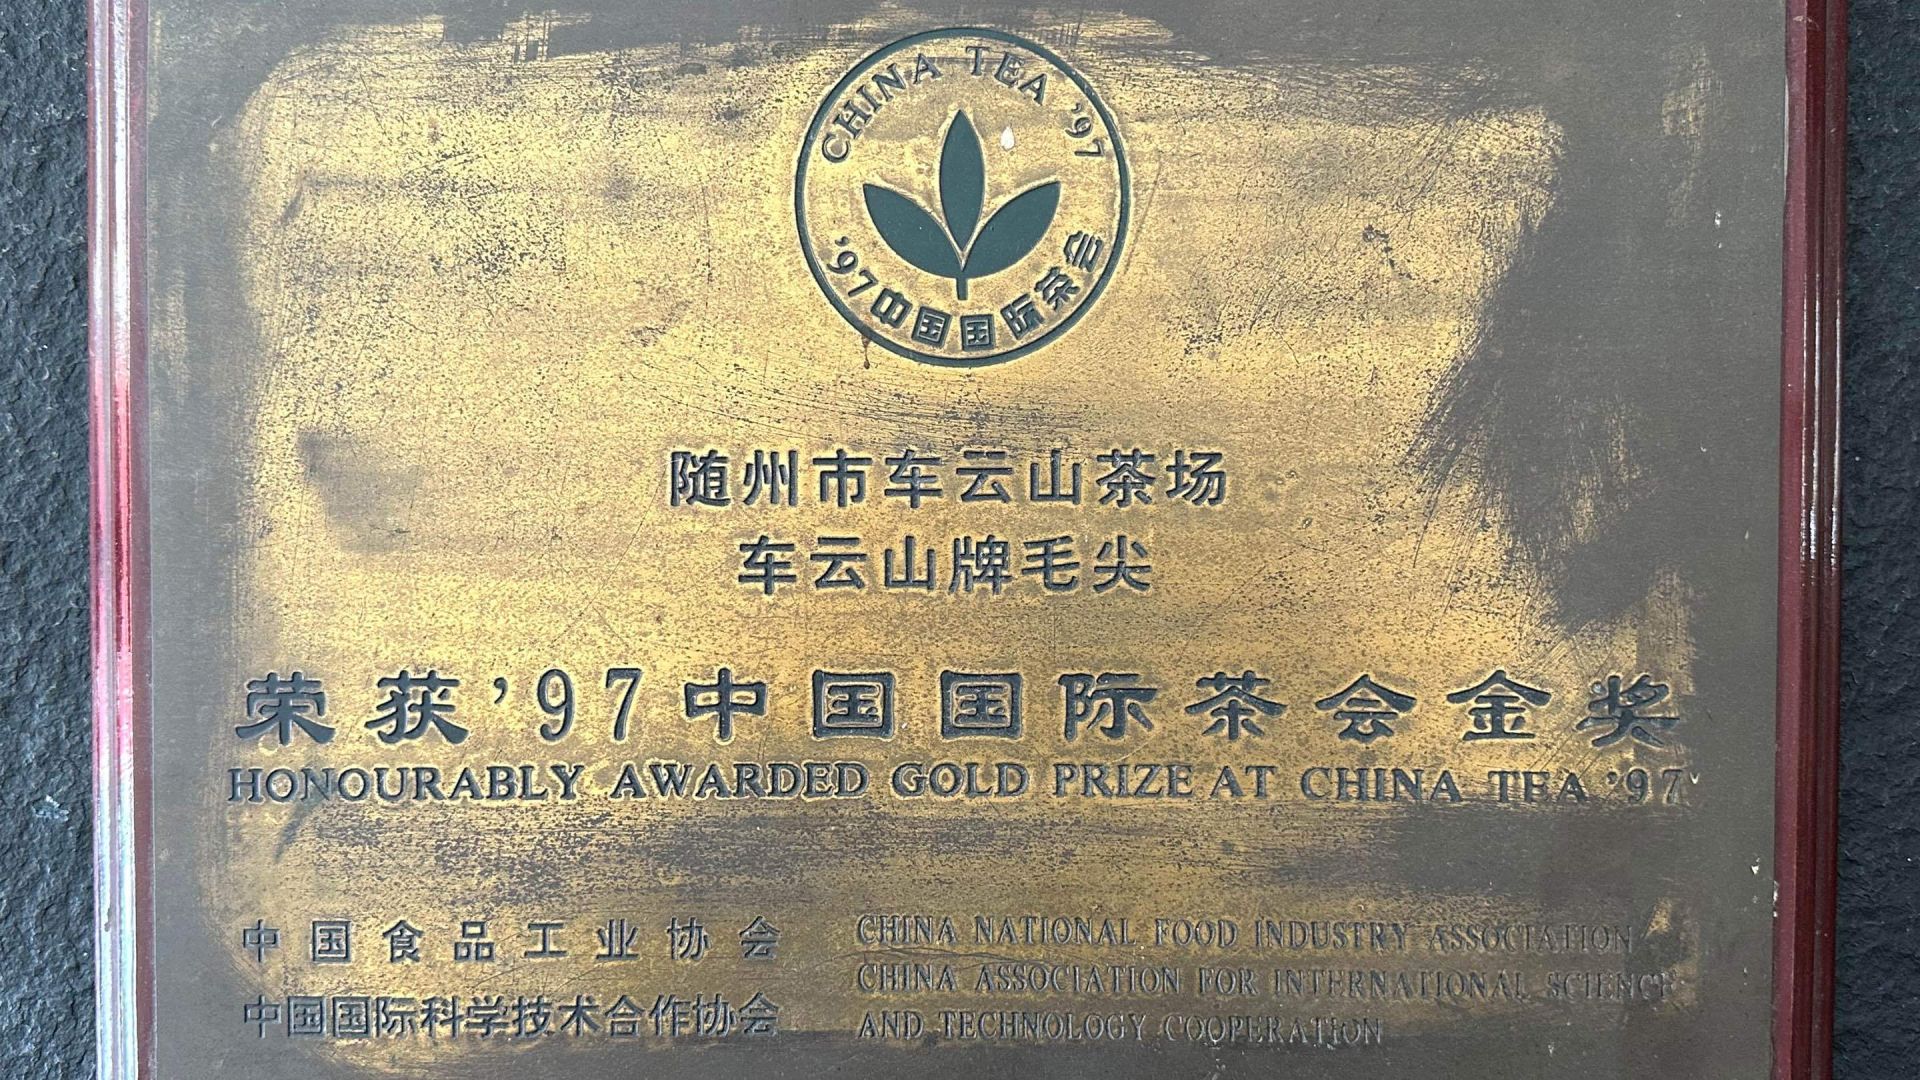 CHINA TEA '97
'97中国国际茶会
随州市车云山茶场
车云山牌毛尖
荣获'97中国国际茶会金奖
HONOURABLY AWARDED GOLD PRIZE AT CHINA TEA '97
中国食品工业协会
CHINA NATIONAL FOOD INDUSTRY ASSOCIATION
中国国际科学技术合作协会
CHINA ASSOCIATION FOR INTERNATIONAL SCIENCE
AND TECHNOLOGY COOPERATION